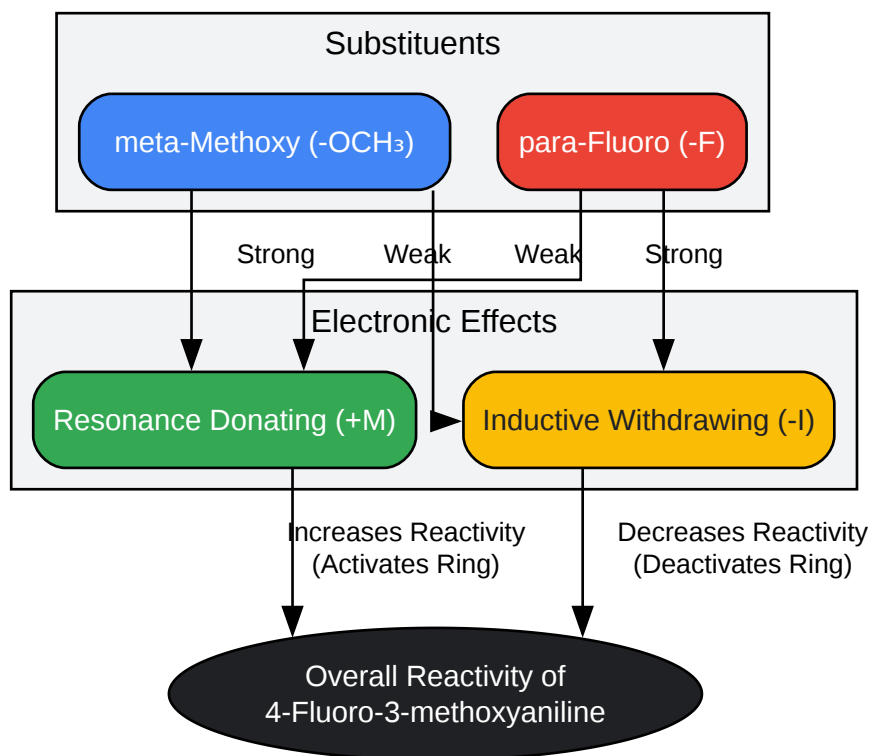 Substituents
meta-Methoxy (-OCH₃)
para-Fluoro (-F)
Strong
Weak
Weak
Strong
Electronic Effects
Resonance Donating (+M)
Inductive Withdrawing (-I)
Increases Reactivity
(Activates Ring)
Decreases Reactivity
(Deactivates Ring)
Overall Reactivity of
4-Fluoro-3-methoxyaniline